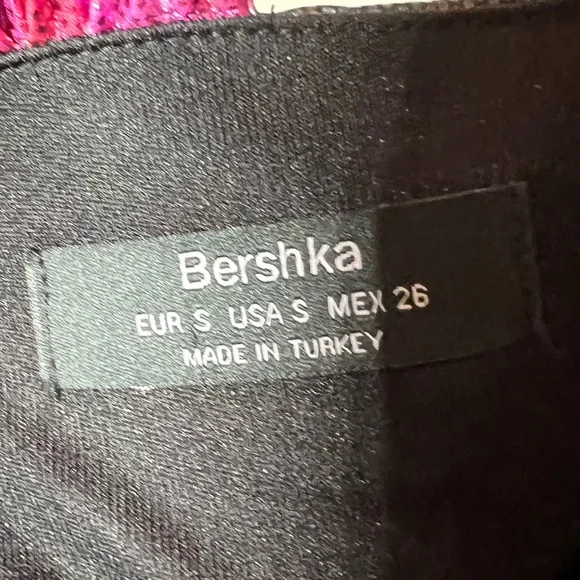 Bershka
EUR S USA S MEX 26
MADE IN TURKEY